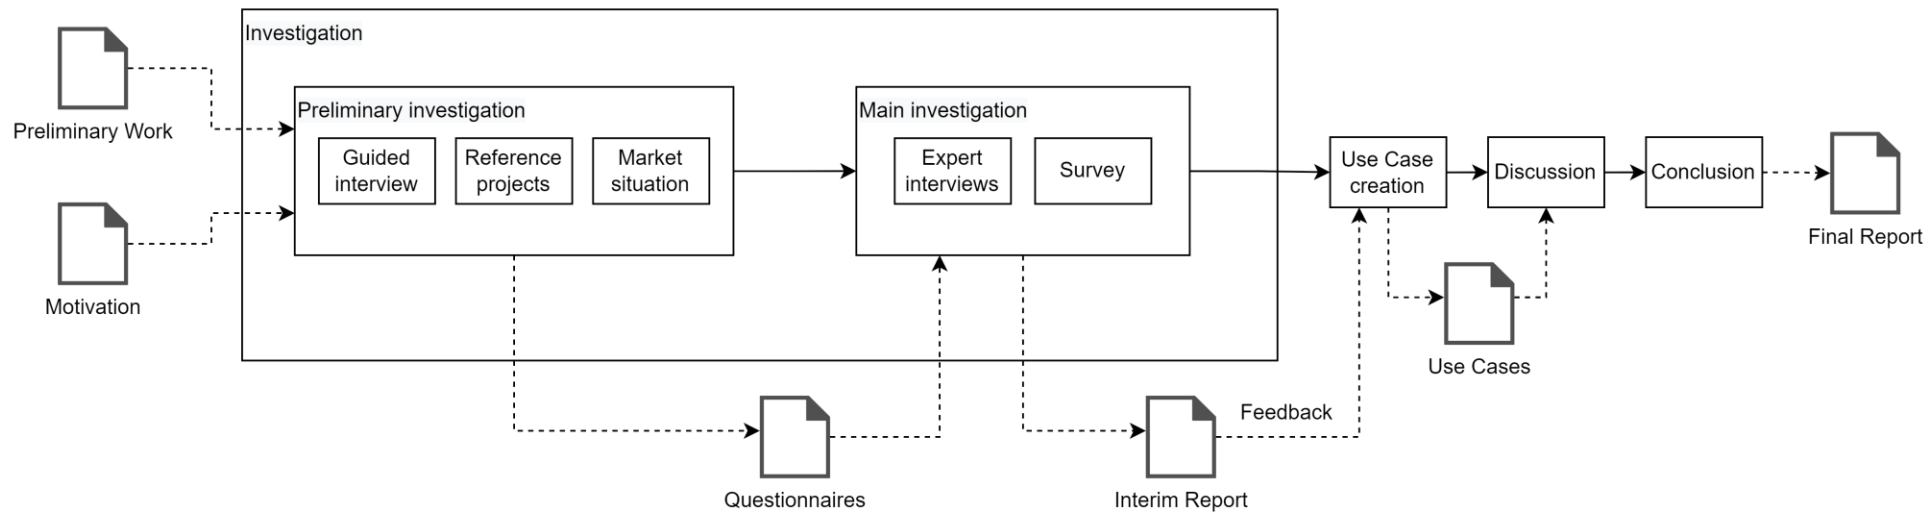 Investigation
Preliminary Work
Motivation
Preliminary investigation
Guided
interview
Reference
projects
Market
situation
Main investigation
Expert
interviews
Survey
Use Case
creation
Discussion
Conclusion
Final Report
Use Cases
Feedback
Questionnaires
Interim Report